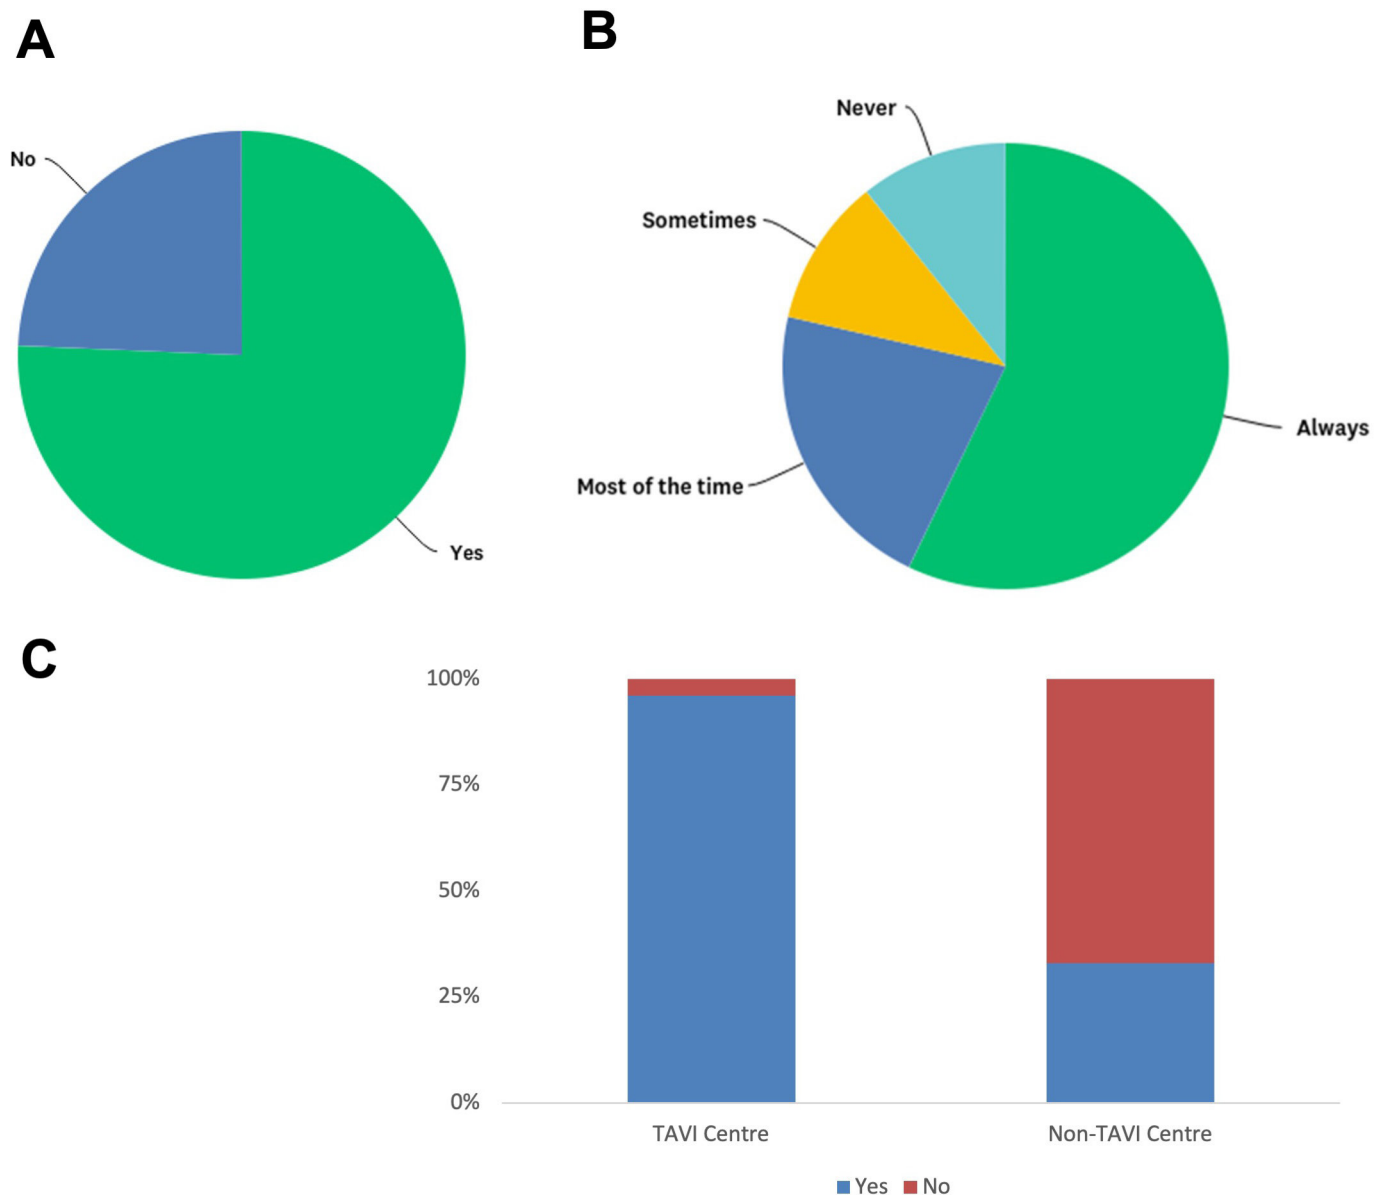 A
B
No
Yes
Never
Sometimes
Most of the time
Always
C
100%
75%
50%
25%
0%
TAVI Centre
Non-TAVI Centre
Yes No